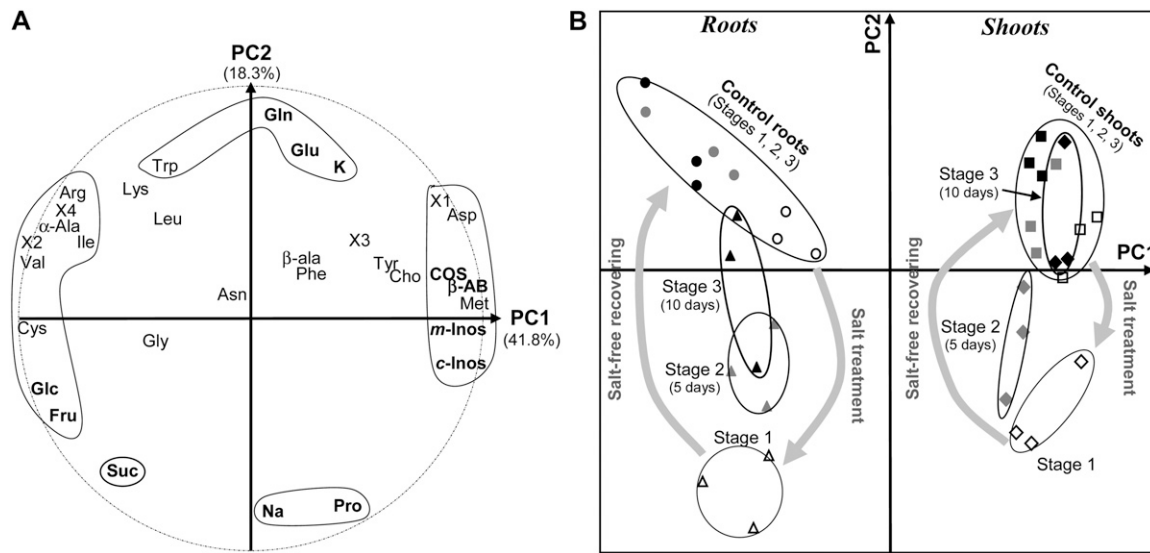 A
PC2
(18.3%)
Gln
Glu
K
Trp
Lys
Leu
Arg
X4
α-Ala
X2
Ile
Val
X1
Asp
X3
β-ala
Phe
Tyr
Cho
COS
β-AB
Met
Asn
Cys
Gly
m-Inos
c-Inos
PC1
(41.8%)
Glc
Fru
Suc
Na
Pro
B
Roots
PC2
Shoots
Control roots
(Stages 1, 2, 3)
Control shoots
(Stages 1, 2, 3)
Stage 3
(10 days)
PC1
Salt-free recovering
Stage 3
(10 days)
Stage 2
(5 days)
Stage 1
Salt treatment
Salt-free recovering
Stage 2
(5 days)
Stage 1
Salt treatment